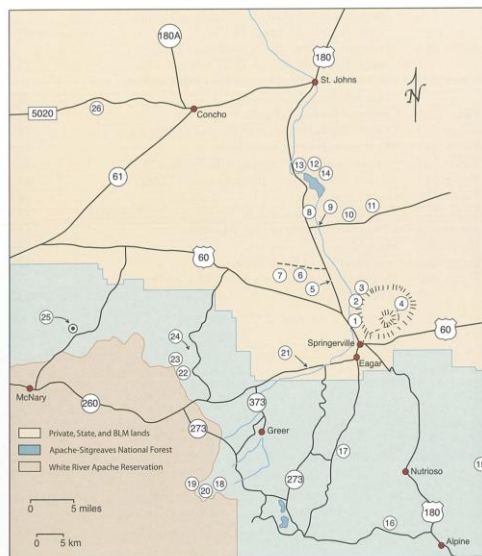 180A
180
St. Johns
N
5020
26
Concho
61
13
12
14
8
9
10
11
60
7
6
5
3
2
4
1
60
25
24
23
22
21
Springerville
Eagar
McNary
260
373
273
Greer
Private, State, and BLM lands
Apache-Sitgreaves National Forest
White River Apache Reservation
273
17
Nutrioso
19
20
18
180
0
5 miles
0
5 km
16
Alpine